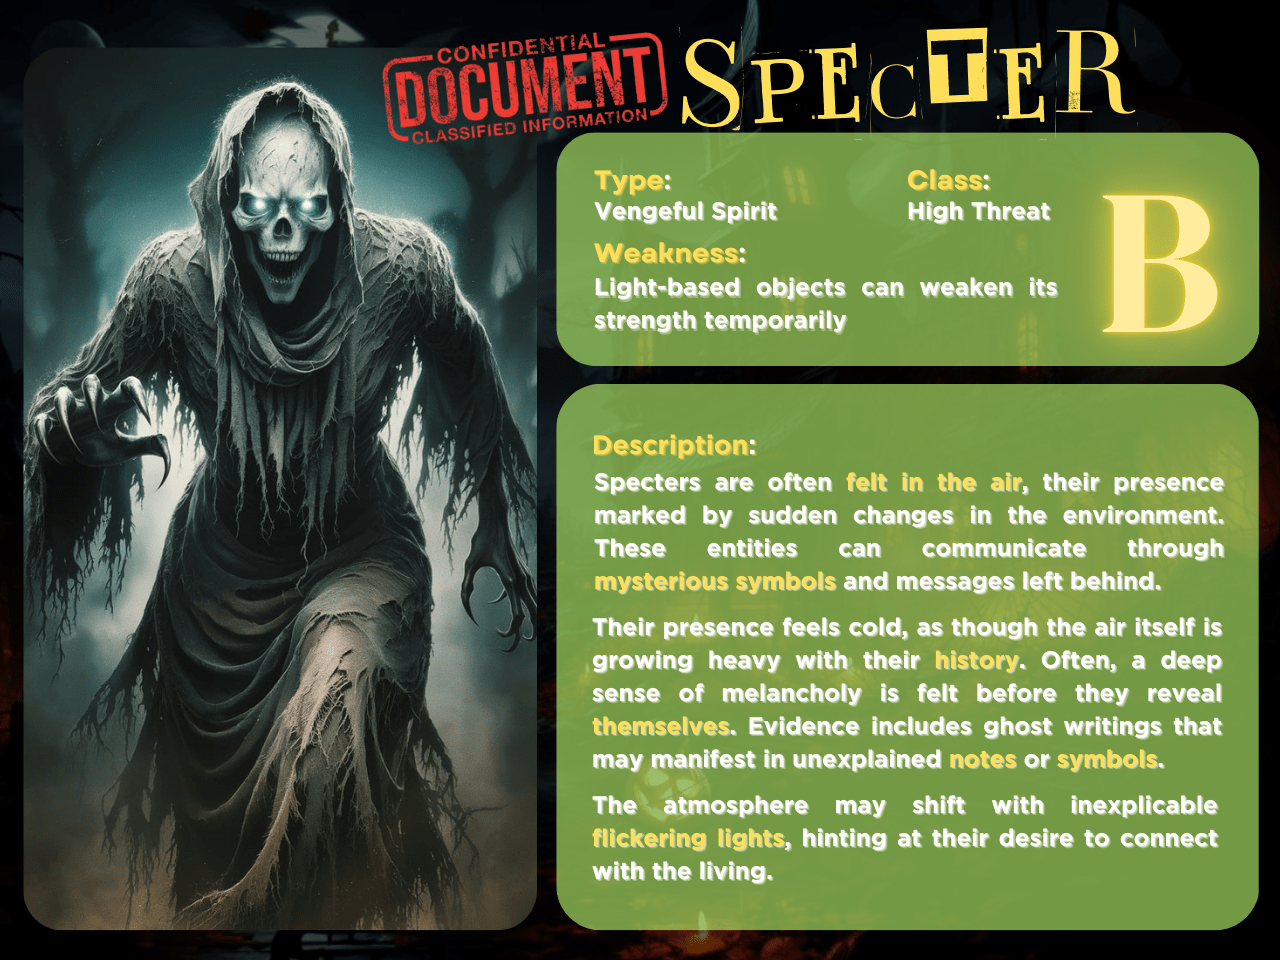 CONFIDENTIAL
DOCUMENT
CLASSIFIED INFORMATION
SPECTER
Type:
Vengeful Spirit
Class:
High Threat
B
Weakness:
Light-based objects can weaken its
strength temporarily
Description:
Specters are often felt in the air, their presence
marked by sudden changes in the environment.
These entities can communicate through
mysterious symbols and messages left behind.
Their presence feels cold, as though the air itself is
growing heavy with their history. Often, a deep
sense of melancholy is felt before they reveal
themselves. Evidence includes ghost writings that
may manifest in unexplained notes or symbols.
The atmosphere may shift with inexplicable
flickering lights, hinting at their desire to connect
with the living.